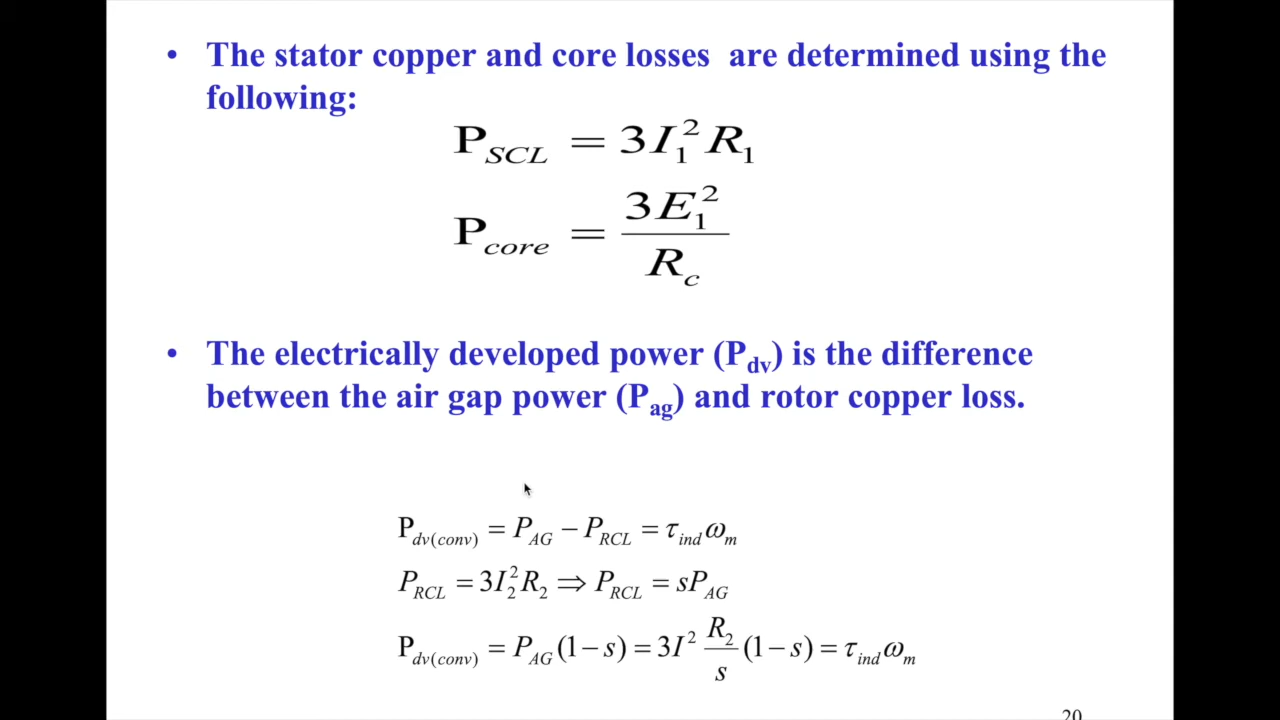 • The stator copper and core losses are determined using the
following:
P_SCL = 3I₁²R₁
P_core = 3E₁² / R_c
• The electrically developed power (P_dv) is the difference
between the air gap power (P_ag) and rotor copper loss.
P_dv(conv) = P_AG − P_RCL = τ_ind ω_m
P_RCL = 3I₂²R₂ ⇒ P_RCL = sP_AG
P_dv(conv) = P_AG(1−s) = 3I² R₂/s (1−s) = τ_ind ω_m
20